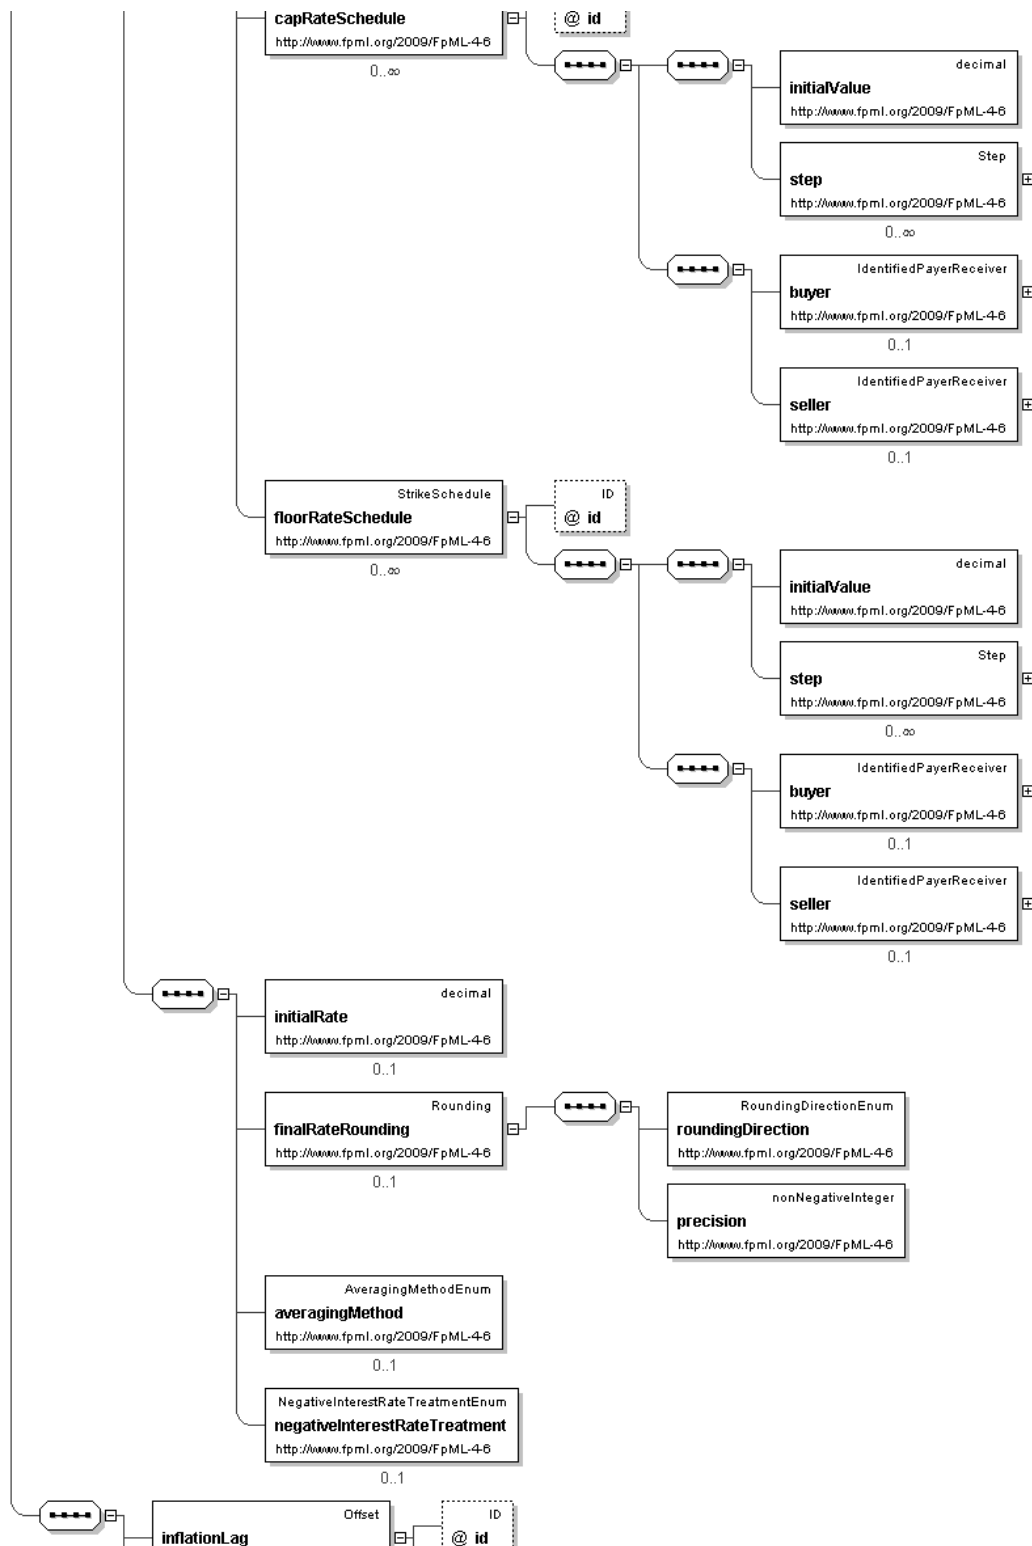 capRateSchedule
http://www.fpml.org/2009/FpML-4-6
0..∞
@ id
decimal
initialValue
http://www.fpml.org/2009/FpML-4-6
Step
step
http://www.fpml.org/2009/FpML-4-6
0..∞
IdentifiedPayerReceiver
buyer
http://www.fpml.org/2009/FpML-4-6
0..1
IdentifiedPayerReceiver
seller
http://www.fpml.org/2009/FpML-4-6
0..1
StrikeSchedule
floorRateSchedule
http://www.fpml.org/2009/FpML-4-6
0..∞
ID
@ id
decimal
initialValue
http://www.fpml.org/2009/FpML-4-6
Step
step
http://www.fpml.org/2009/FpML-4-6
0..∞
IdentifiedPayerReceiver
buyer
http://www.fpml.org/2009/FpML-4-6
0..1
IdentifiedPayerReceiver
seller
http://www.fpml.org/2009/FpML-4-6
0..1
decimal
initialRate
http://www.fpml.org/2009/FpML-4-6
0..1
Rounding
finalRateRounding
http://www.fpml.org/2009/FpML-4-6
0..1
RoundingDirectionEnum
roundingDirection
http://www.fpml.org/2009/FpML-4-6
nonNegativeInteger
precision
http://www.fpml.org/2009/FpML-4-6
AveragingMethodEnum
averagingMethod
http://www.fpml.org/2009/FpML-4-6
0..1
NegativeInterestRateTreatmentEnum
negativeInterestRateTreatment
http://www.fpml.org/2009/FpML-4-6
0..1
Offset
inflationLag
ID
@ id